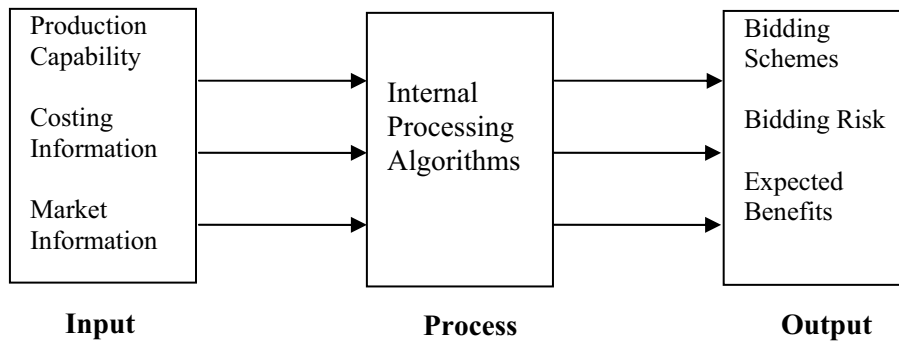 Production
Capability
Costing
Information
Market
Information
Internal
Processing
Algorithms
Bidding
Schemes
Bidding Risk
Expected
Benefits
Input
Process
Output